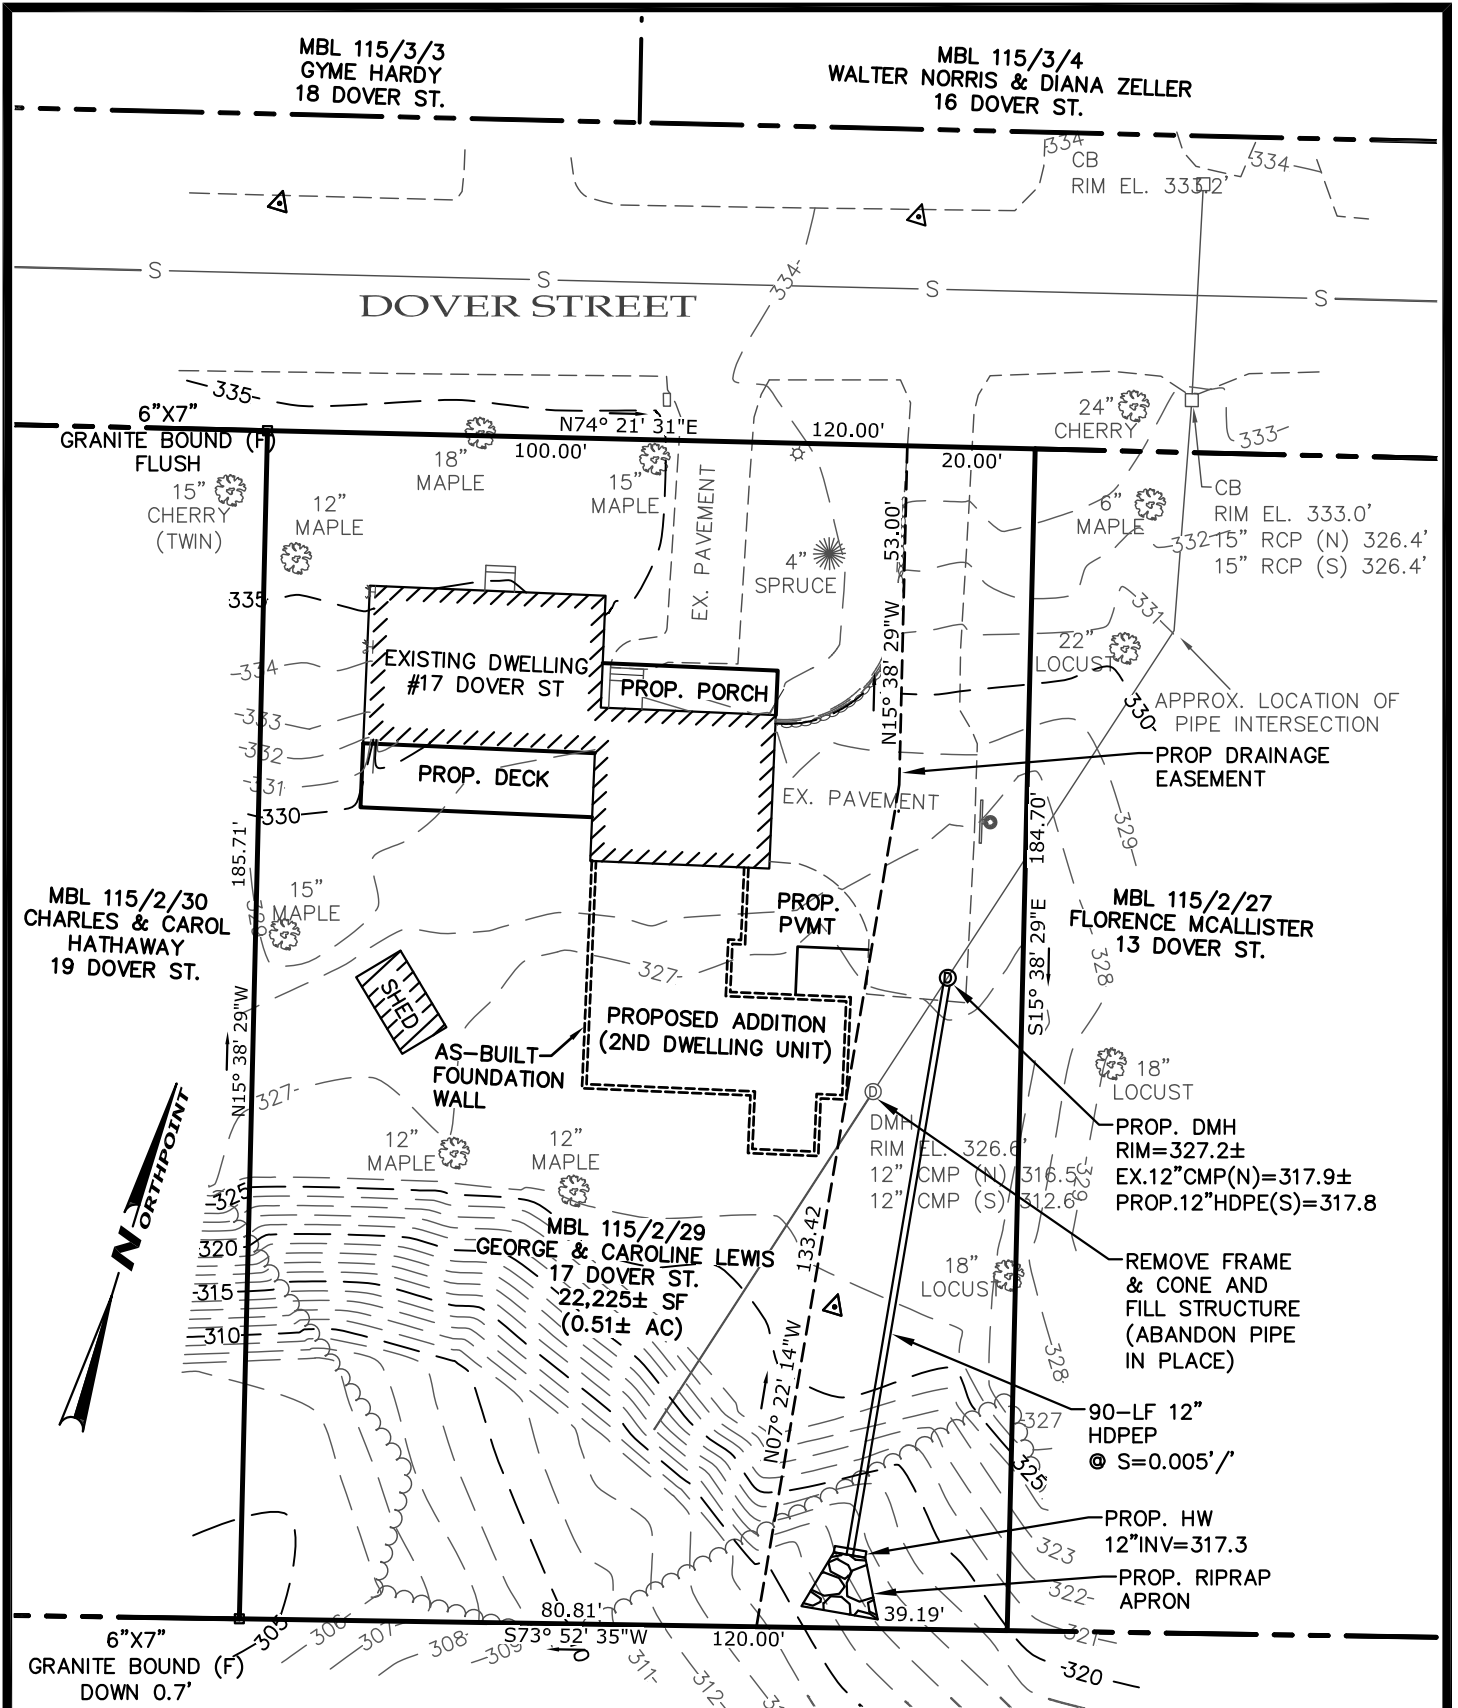 MBL 115/3/3
GYME HARDY
18 DOVER ST.
MBL 115/3/4
WALTER NORRIS & DIANA ZELLER
16 DOVER ST.
334
CB
RIM EL. 333.2'
334
334
S
S
S
S
DOVER STREET
335
6"X7"
GRANITE BOUND (F)
FLUSH
N74° 21' 31"E
100.00'
120.00'
20.00'
24"
CHERRY
333
15"
CHERRY
(TWIN)
12"
MAPLE
18"
MAPLE
15"
MAPLE
EX. PAVEMENT
4"
SPRUCE
53.00'
N15° 38' 29"W
6"
MAPLE
CB
RIM EL. 333.0'
332
15" RCP (N) 326.4'
15" RCP (S) 326.4'
331
22"
LOCUST
330
APPROX. LOCATION OF
PIPE INTERSECTION
335
334
333
332
331
330
EXISTING DWELLING
#17 DOVER ST
PROP. PORCH
PROP. DECK
PROP DRAINAGE
EASEMENT
EX. PAVEMENT
184.70'
S15° 38' 29"E
329
185.71'
N15° 38' 29"W
MBL 115/2/30
CHARLES & CAROL
HATHAWAY
19 DOVER ST.
15"
MAPLE
328
PROP.
PVMT
MBL 115/2/27
FLORENCE MCALLISTER
13 DOVER ST.
328
327
SHED
PROPOSED ADDITION
(2ND DWELLING UNIT)
AS-BUILT
FOUNDATION
WALL
327
18"
LOCUST
D
D
DMH
RIM EL. 326.6'
12" CMP (N) 316.5
12" CMP (S) 312.6
329
PROP. DMH
RIM=327.2±
EX.12"CMP(N)=317.9±
PROP.12"HDPE(S)=317.8
12"
MAPLE
12"
MAPLE
NORTHPOINT
325
320
315
310
MBL 115/2/29
GEORGE & CAROLINE LEWIS
17 DOVER ST.
22,225± SF
(0.51± AC)
133.42
N07° 22' 14"W
18"
LOCUST
REMOVE FRAME
& CONE AND
FILL STRUCTURE
(ABANDON PIPE
IN PLACE)
328
327
325
90-LF 12"
HDPEP
@ S=0.005'/'
PROP. HW
12"INV=317.3
PROP. RIPRAP
APRON
323
322
321
320
80.81'
S73° 52' 35"W
120.00'
39.19'
6"X7"
GRANITE BOUND (F)
DOWN 0.7'
305
306
307
308
309
311
312